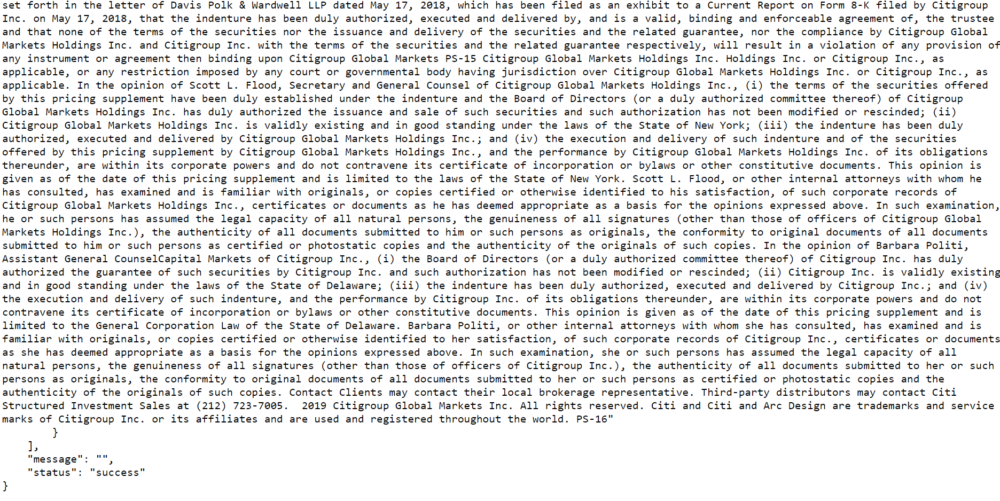 set forth in the letter of Davis Polk & Wardwell LLP dated May 17, 2018, which has been filed as an exhibit to a Current Report on Form 8-K filed by Citigroup
Inc. on May 17, 2018, that the indenture has been duly authorized, executed and delivered by, and is a valid, binding and enforceable agreement of, the trustee
and that none of the terms of the securities nor the issuance and delivery of the securities and the related guarantee, nor the compliance by Citigroup Global
Markets Holdings Inc. and Citigroup Inc. with the terms of the securities and the related guarantee respectively, will result in a violation of any provision of
any instrument or agreement then binding upon Citigroup Global Markets PS-15 Citigroup Global Markets Holdings Inc. Holdings Inc. or Citigroup Inc., as
applicable, or any restriction imposed by any court or governmental body having jurisdiction over Citigroup Global Markets Holdings Inc. or Citigroup Inc., as
applicable. In the opinion of Scott L. Flood, Secretary and General Counsel of Citigroup Global Markets Holdings Inc., (i) the terms of the securities offered
by this pricing supplement have been duly established under the indenture and the Board of Directors (or a duly authorized committee thereof) of Citigroup
Global Markets Holdings Inc. has duly authorized the issuance and sale of such securities and such authorization has not been modified or rescinded; (ii)
Citigroup Global Markets Holdings Inc. is validly existing and in good standing under the laws of the State of New York; (iii) the indenture has been duly
authorized, executed and delivered by Citigroup Global Markets Holdings Inc.; and (iv) the execution and delivery of such indenture and of the securities
offered by this pricing supplement by Citigroup Global Markets Holdings Inc., and the performance by Citigroup Global Markets Holdings Inc. of its obligations
thereunder, are within its corporate powers and do not contravene its certificate of incorporation or bylaws or other constitutive documents. This opinion is
given as of the date of this pricing supplement and is limited to the laws of the State of New York. Scott L. Flood, or other internal attorneys with whom he
has consulted, has examined and is familiar with originals, or copies certified or otherwise identified to his satisfaction, of such corporate records of
Citigroup Global Markets Holdings Inc., certificates or documents as he has deemed appropriate as a basis for the opinions expressed above. In such examination,
he or such persons has assumed the legal capacity of all natural persons, the genuineness of all signatures (other than those of officers of Citigroup Global
Markets Holdings Inc.), the authenticity of all documents submitted to him or such persons as originals, the conformity to original documents of all documents
submitted to him or such persons as certified or photostatic copies and the authenticity of the originals of such copies. In the opinion of Barbara Politi,
Assistant General CounselCapital Markets of Citigroup Inc., (i) the Board of Directors (or a duly authorized committee thereof) of Citigroup Inc. has duly
authorized the guarantee of such securities by Citigroup Inc. and such authorization has not been modified or rescinded; (ii) Citigroup Inc. is validly existing
and in good standing under the laws of the State of Delaware; (iii) the indenture has been duly authorized, executed and delivered by Citigroup Inc.; and (iv)
the execution and delivery of such indenture, and the performance by Citigroup Inc. of its obligations thereunder, are within its corporate powers and do not
contravene its certificate of incorporation or bylaws or other constitutive documents. This opinion is given as of the date of this pricing supplement and is
limited to the General Corporation Law of the State of Delaware. Barbara Politi, or other internal attorneys with whom she has consulted, has examined and is
familiar with originals, or copies certified or otherwise identified to her satisfaction, of such corporate records of Citigroup Inc., certificates or documents
as she has deemed appropriate as a basis for the opinions expressed above. In such examination, she or such persons has assumed the legal capacity of all
natural persons, the genuineness of all signatures (other than those of officers of Citigroup Inc.), the authenticity of all documents submitted to her or such
persons as originals, the conformity to original documents of all documents submitted to her or such persons as certified or photostatic copies and the
authenticity of the originals of such copies. Contact Clients may contact their local brokerage representative. Third-party distributors may contact Citi
Structured Investment Sales at (212) 723-7005.  2019 Citigroup Global Markets Inc. All rights reserved. Citi and Citi and Arc Design are trademarks and service
marks of Citigroup Inc. or its affiliates and are used and registered throughout the world. PS-16"
        }
    ],
    "message": "",
    "status": "success"
}